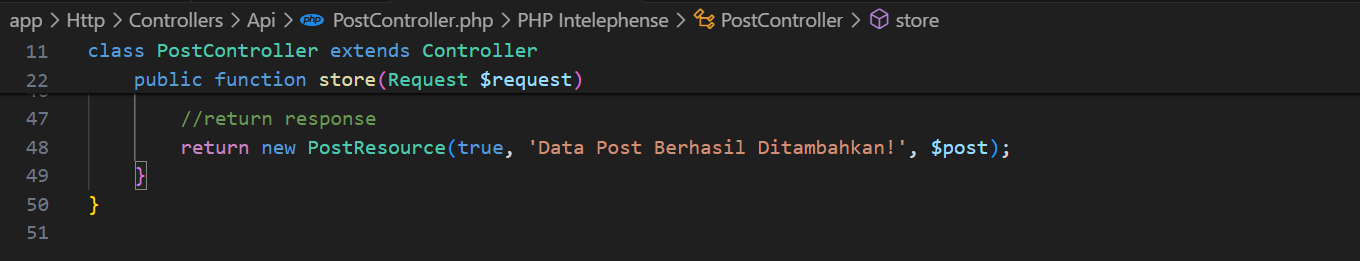 app > Http > Controllers > Api > php PostController.php > PHP Intelephense > PostController > store
11 class PostController extends Controller
22 public function store(Request $request)
47 //return response
48 return new PostResource(true, 'Data Post Berhasil Ditambahkan!', $post);
49 }
50 }
51